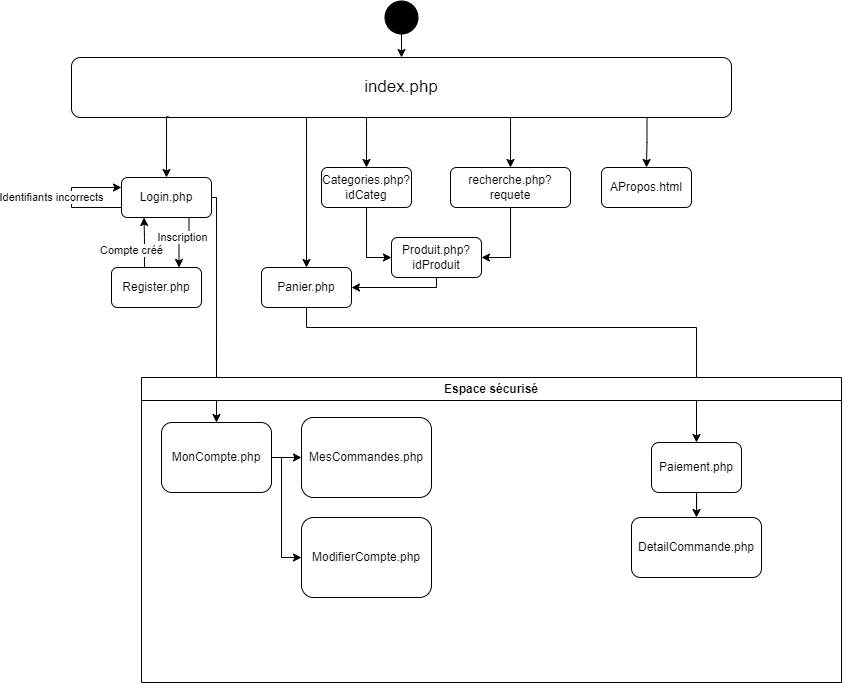 index.php
Categories.php?
idCateg
recherche.php?
requete
APropos.html
Identifiants incorrects
Login.php
Inscription
Compte créé
Produit.php?
idProduit
Register.php
Panier.php
Espace sécurisé
MonCompte.php
MesCommandes.php
Paiement.php
ModifierCompte.php
DetailCommande.php